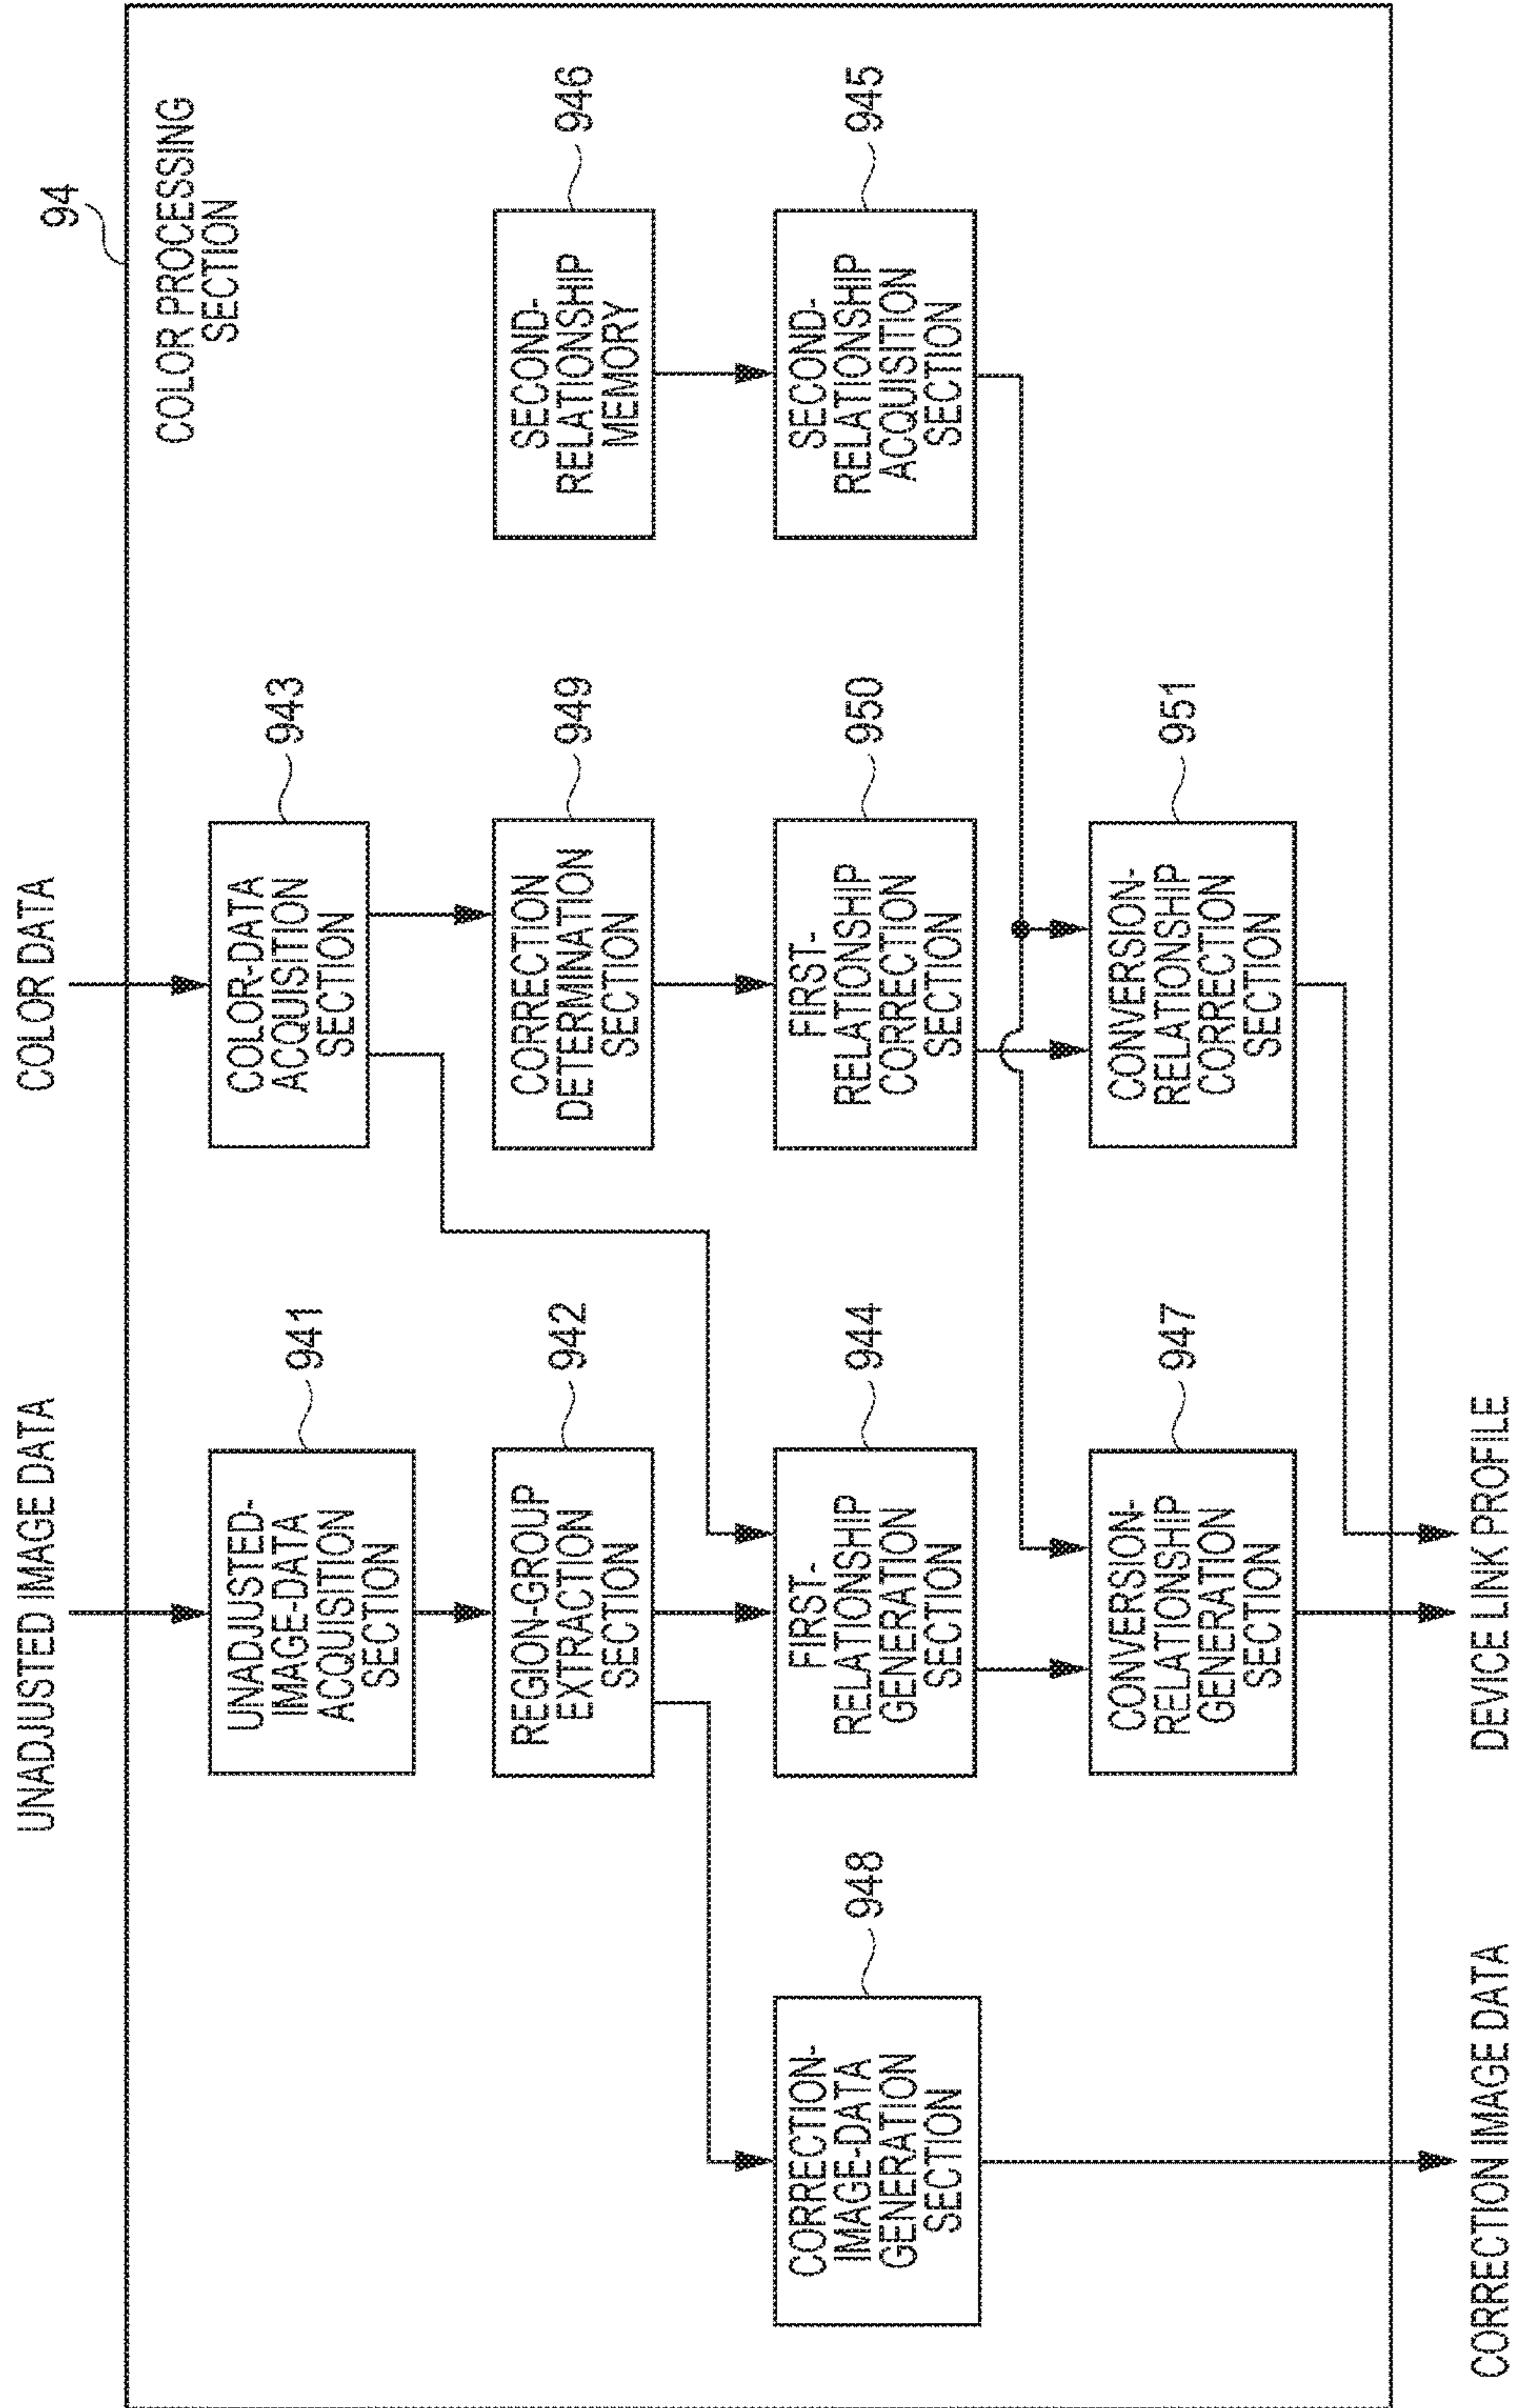 UNADJUSTED IMAGE DATA
COLOR DATA
94
COLOR PROCESSING
SECTION
UNADJUSTED-
IMAGE-DATA
ACQUISITION
SECTION
941
COLOR-DATA
ACQUISITION
SECTION
943
REGION-GROUP
EXTRACTION
SECTION
942
CORRECTION
DETERMINATION
SECTION
949
SECOND-
RELATIONSHIP
MEMORY
946
CORRECTION-
IMAGE-DATA
GENERATION
SECTION
948
FIRST-
RELATIONSHIP
GENERATION
SECTION
944
FIRST-
RELATIONSHIP
CORRECTION
SECTION
950
SECOND-
RELATIONSHIP
ACQUISITION
SECTION
945
CONVERSION-
RELATIONSHIP
GENERATION
SECTION
947
CONVERSION-
RELATIONSHIP
CORRECTION
SECTION
951
CORRECTION IMAGE DATA
DEVICE LINK PROFILE